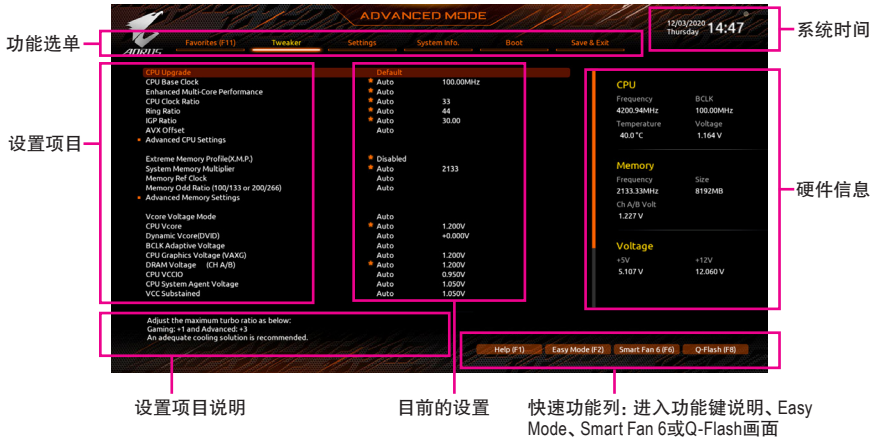 ADVANCED MODE
12/03/2020
Thursday
14:47
系统时间
功能选单
AORUS
Favorites (F11) Tweaker Settings System Info. Boot Save & Exit
设置项目
CPU Upgrade Default
CPU Base Clock Auto 100.00MHz
Enhanced Multi-Core Performance Auto
CPU Clock Ratio Auto 33
Ring Ratio Auto 44
IGP Ratio Auto 30.00
AVX Offset Auto
Advanced CPU Settings
Extreme Memory Profile(X.M.P.) Disabled
System Memory Multiplier Auto 2133
Memory Ref Clock Auto
Memory Odd Ratio (100/133 or 200/266) Auto
Advanced Memory Settings
Vcore Voltage Mode Auto
CPU Vcore Auto 1.200V
Dynamic Vcore(DVID) Auto +0.000V
BCLK Adaptive Voltage Auto
CPU Graphics Voltage (VAXG) Auto 1.200V
DRAM Voltage (CH A/B) Auto 1.200V
CPU VCCIO Auto 0.950V
CPU System Agent Voltage Auto 1.050V
VCC Substained Auto 1.050V
CPU
Frequency BCLK
4200.94MHz 100.00MHz
Temperature Voltage
40.0 °C 1.164 V
Memory
Frequency Size
2133.33MHz 8192MB
Ch A/B Volt
1.227 V
Voltage
+5V +12V
5.107 V 12.060 V
硬件信息
Adjust the maximum turbo ratio as below:
Gaming: +1 and Advanced: +3
An adequate cooling solution is recommended.
Help (F1) Easy Mode (F2) Smart Fan 6 (F6) Q-Flash (F8)
设置项目说明
目前的设置
快速功能列: 进入功能键说明、Easy
Mode、Smart Fan 6或Q-Flash画面